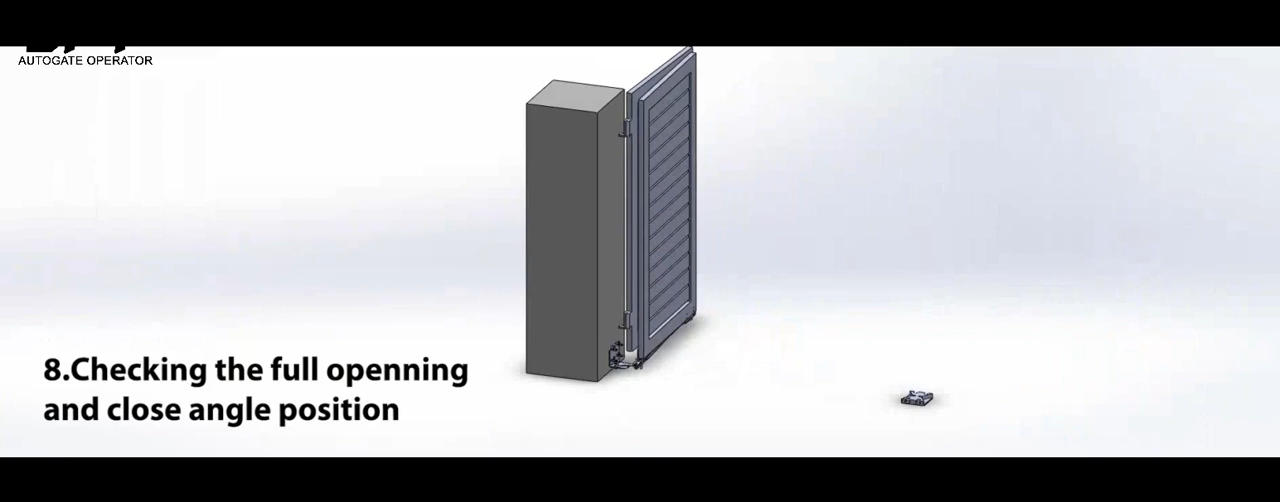 AUTOGATE OPERATOR
8.Checking the full openning
and close angle position